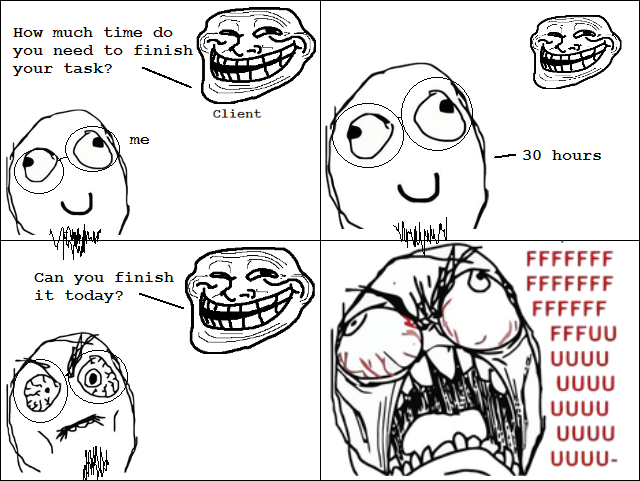 How much time do
you need to finish
your task?
Client
me
30 hours
Can you finish
it today?
FFFFFFF
FFFFFFF
FFFFFF
FFFUU
UUUU
UUUU
UUUU
UUUU
UUUU-